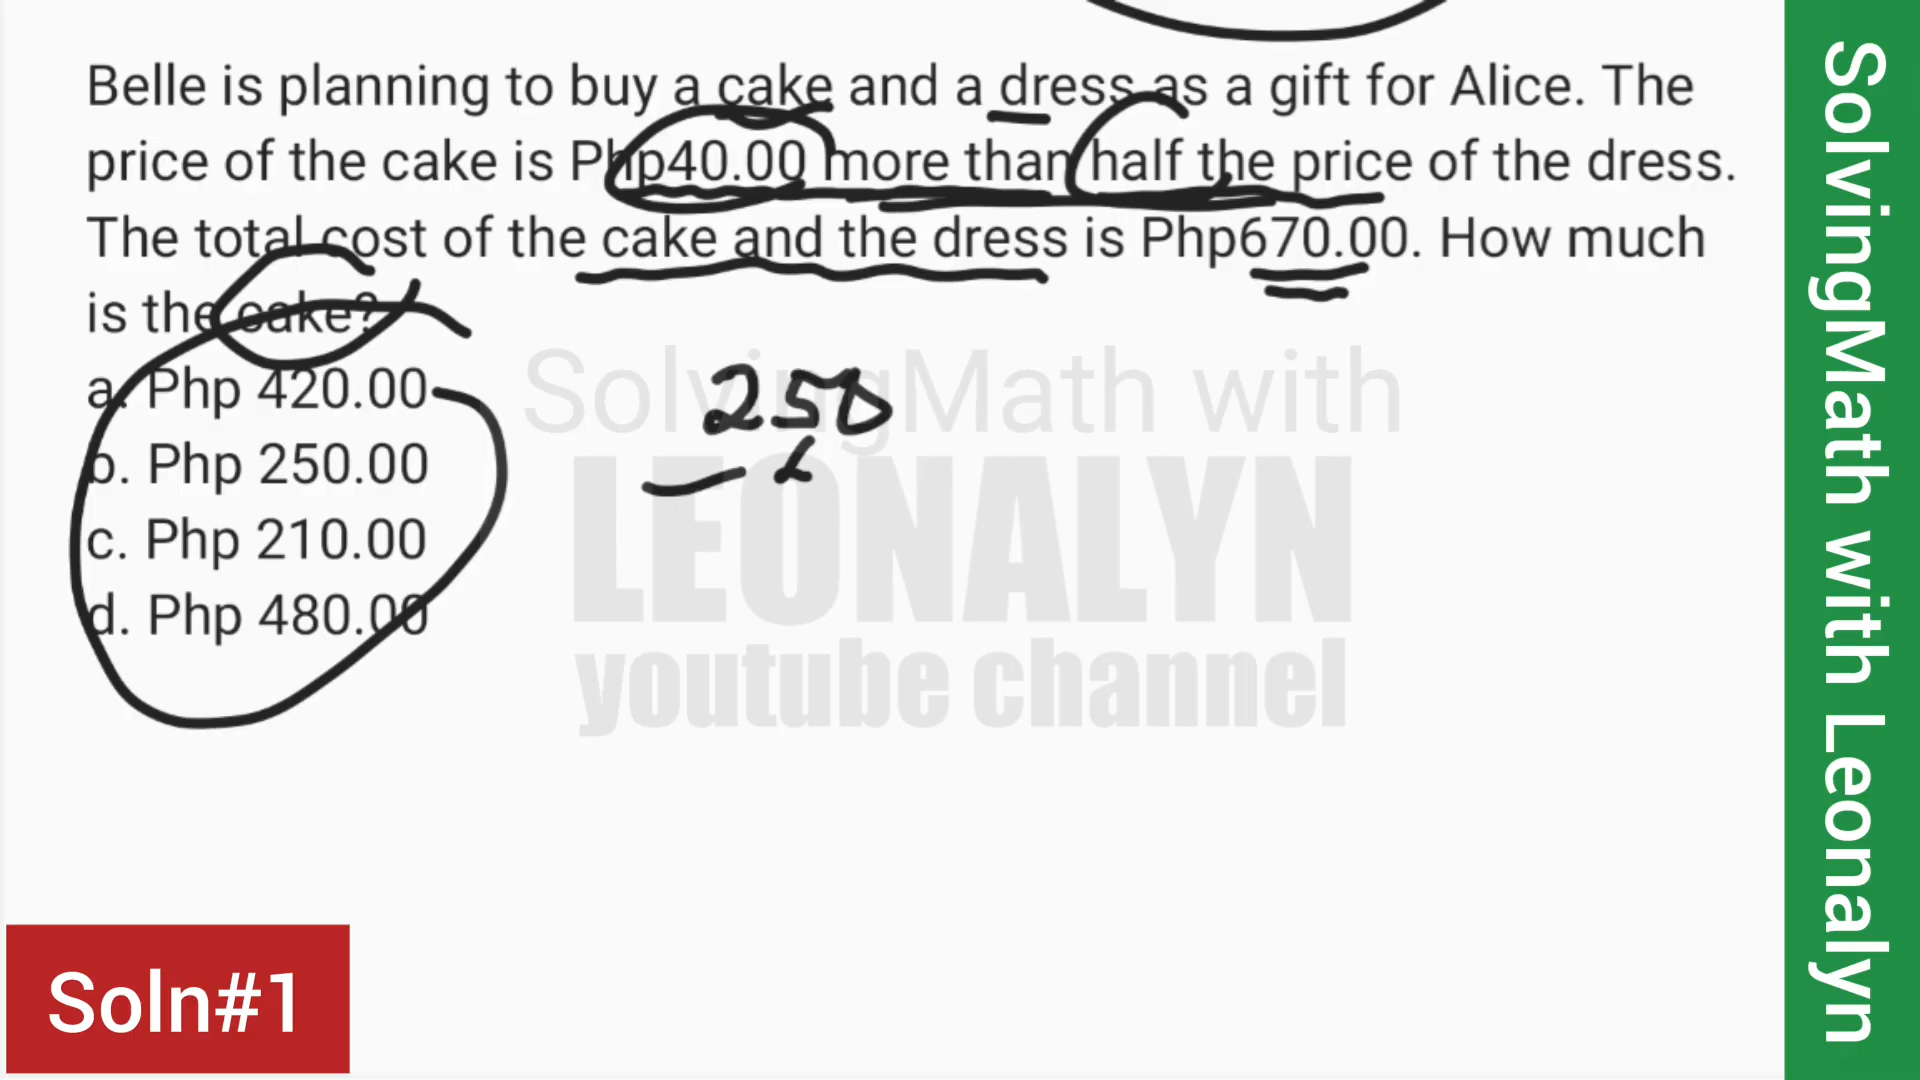 Belle is planning to buy a cake and a dress as a gift for Alice. The
price of the cake is Php40.00 more than half the price of the dress.
The total cost of the cake and the dress is Php670.00. How much
is the cake?
a. Php 420.00
b. Php 250.00
c. Php 210.00
d. Php 480.00
250
SolvingMath with
LEONALYN
youtube channel
Soln#1
SolvingMath with Leonalyn